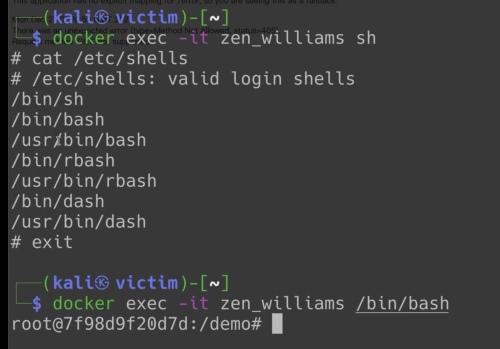 This application has no explicit mapping for /error, so you are seeing this as a fallback.
┌──(kali㉿victim)-[~]
└─$ docker exec -it zen_williams sh
# cat /etc/shells
# /etc/shells: valid login shells
/bin/sh
/bin/bash
/usr/bin/bash
/bin/rbash
/usr/bin/rbash
/bin/dash
/usr/bin/dash
# exit
┌──(kali㉿victim)-[~]
└─$ docker exec -it zen_williams /bin/bash
root@7f98d9f20d7d:/demo#